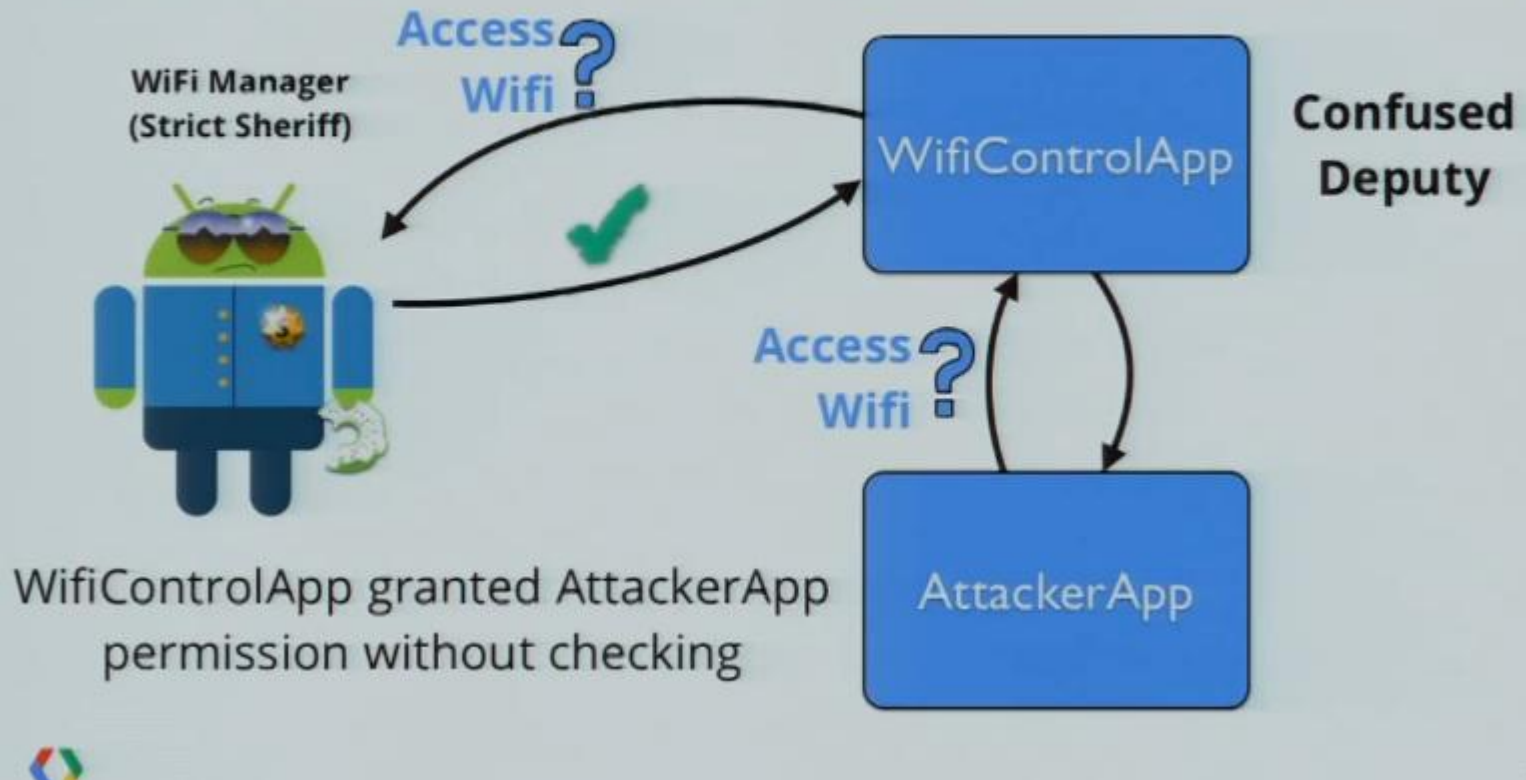 Access
Wifi
WiFi Manager
(Strict Sheriff)
WifiControlApp
Confused
Deputy
Access
Wifi
AttackerApp
WifiControlApp granted AttackerApp
permission without checking